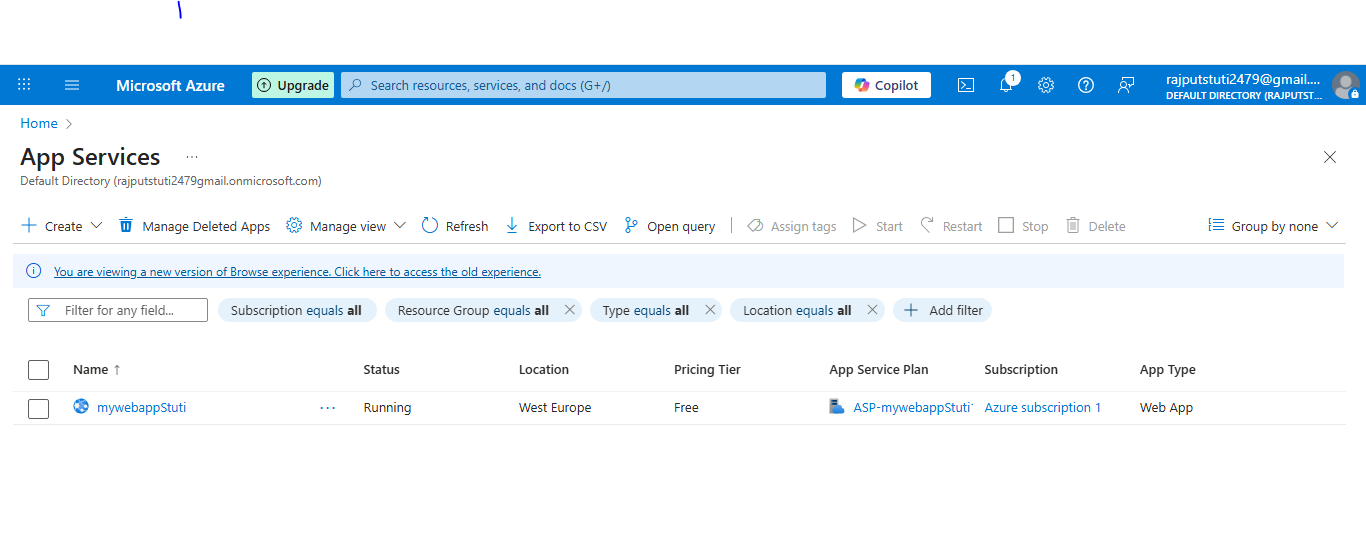 Microsoft Azure Upgrade Search resources, services, and docs (G+/) Copilot 1 rajputstuti2479@gmail....
DEFAULT DIRECTORY (RAJPUTST...
Home
App Services ...
Default Directory (rajputstuti2479gmail.onmicrosoft.com)
Create Manage Deleted Apps Manage view Refresh Export to CSV Open query Assign tags Start Restart Stop Delete Group by none
You are viewing a new version of Browse experience. Click here to access the old experience.
Filter for any field... Subscription equals all Resource Group equals all Type equals all Location equals all Add filter
Name ↑ Status Location Pricing Tier App Service Plan Subscription App Type
mywebappStuti ... Running West Europe Free ASP-mywebappStuti Azure subscription 1 Web App